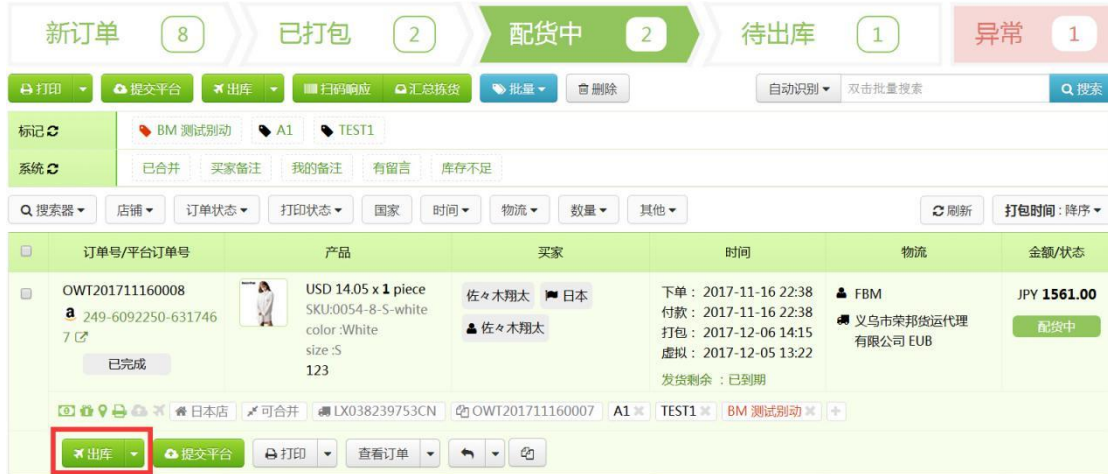 新订单 8 已打包 2 配货中 2 待出库 1 异常 1
打印 提交平台 出库 扫码响应 汇总拣货 批量 删除 自动识别 双击批量搜索 搜索
标记 BM 测试别动 A1 TEST1
系统 已合并 买家备注 我的备注 有留言 库存不足
搜索器 店铺 订单状态 打印状态 国家 时间 物流 数量 其他 刷新 打包时间 : 降序
订单号/平台订单号 产品 买家 时间 物流 金额/状态
OWT201711160008
249-6092250-631746
7
已完成
USD 14.05 x 1 piece
SKU:0054-8-S-white
color :White
size :S
123
佐々木翔太 日本
佐々木翔太
下单： 2017-11-16 22:38
付款： 2017-11-16 22:38
打包： 2017-12-06 14:15
虚拟： 2017-12-05 13:22
发货剩余 ：已到期
FBM
义乌市荣邦货运代理
有限公司 EUB
JPY 1561.00
配货中
日本店 可合并 LX038239753CN OWT201711160007 A1 TEST1 BM 测试别动
出库 提交平台 打印 查看订单